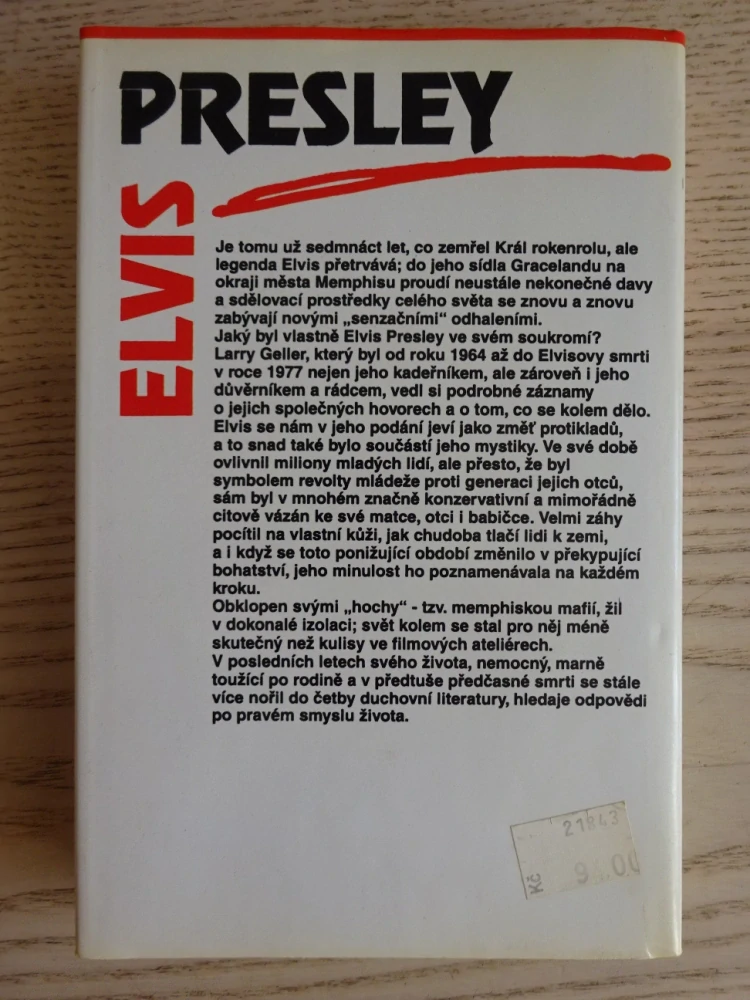 PRESLEY
ELVIS
Je tomu už sedmnáct let, co zemřel Král rokenrolu, ale
legenda Elvis přetrvává; do jeho sídla Gracelandu na
okraji města Memphisu proudí neustále nekonečné davy
a sdělovací prostředky celého světa se znovu a znovu
zabývají novými „senzačními“ odhaleními.
Jaký byl vlastně Elvis Presley ve svém soukromí?
Larry Geller, který byl od roku 1964 až do Elvisovy smrti
v roce 1977 nejen jeho kadeřníkem, ale zároveň i jeho
důvěrníkem a rádcem, vedl si podrobné záznamy
o jejich společných hovorech a o tom, co se kolem dělo.
Elvis se nám v jeho podání jeví jako změť protikladů,
a to snad také bylo součástí jeho mystiky. Ve své době
ovlivnil miliony mladých lidí, ale přesto, že byl
symbolem revolty mládeže proti generaci jejich otců,
sám byl v mnohém značně konzervativní a mimořádně
citově vázán ke své matce, otci i babičce. Velmi záhy
pocítil na vlastní kůži, jak chudoba tlačí lidi k zemi,
a i když se toto ponižující období změnilo v překypující
bohatství, jeho minulost ho poznamenávala na každém
kroku.
Obklopen svými „hochy“ - tzv. memphiskou mafií, žil
v dokonalé izolaci; svět kolem se stal pro něj méně
skutečný než kulisy ve filmových ateliérech.
V posledních letech svého života, nemocný, marně
toužící po rodině a v předtuše předčasné smrti se stále
více nořil do četby duchovní literatury, hledaje odpovědi
po pravém smyslu života.
21843
Kč